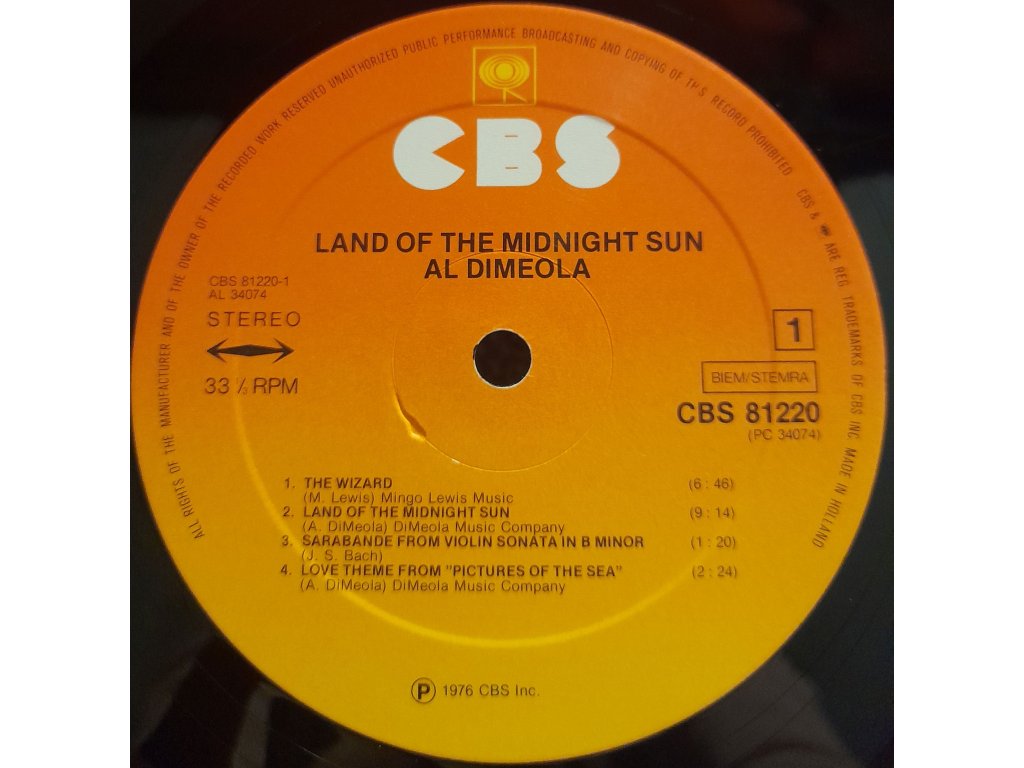 ALL RIGHTS OF THE MANUFACTURER AND OF THE OWNER OF THE RECORDED WORK RESERVED UNAUTHORIZED PUBLIC PERFORMANCE BROADCASTING AND COPYING OF THIS RECORD PROHIBITED
CBS & ARE REG. TRADEMARKS OF CBS INC. MADE IN HOLLAND
CBS
LAND OF THE MIDNIGHT SUN
AL DIMEOLA
CBS 81220-1
AL 34074
STEREO
33 ⅓ RPM
1
BIEM/STEMRA
CBS 81220
(PC 34074)
1. THE WIZARD (6 : 46)
(M. Lewis) Mingo Lewis Music
2. LAND OF THE MIDNIGHT SUN (9 : 14)
(A. DiMeola) DiMeola Music Company
3. SARABANDE FROM VIOLIN SONATA IN B MINOR (1 : 20)
(J. S. Bach)
4. LOVE THEME FROM "PICTURES OF THE SEA" (2 : 24)
(A. DiMeola) DiMeola Music Company
Ⓟ 1976 CBS Inc.